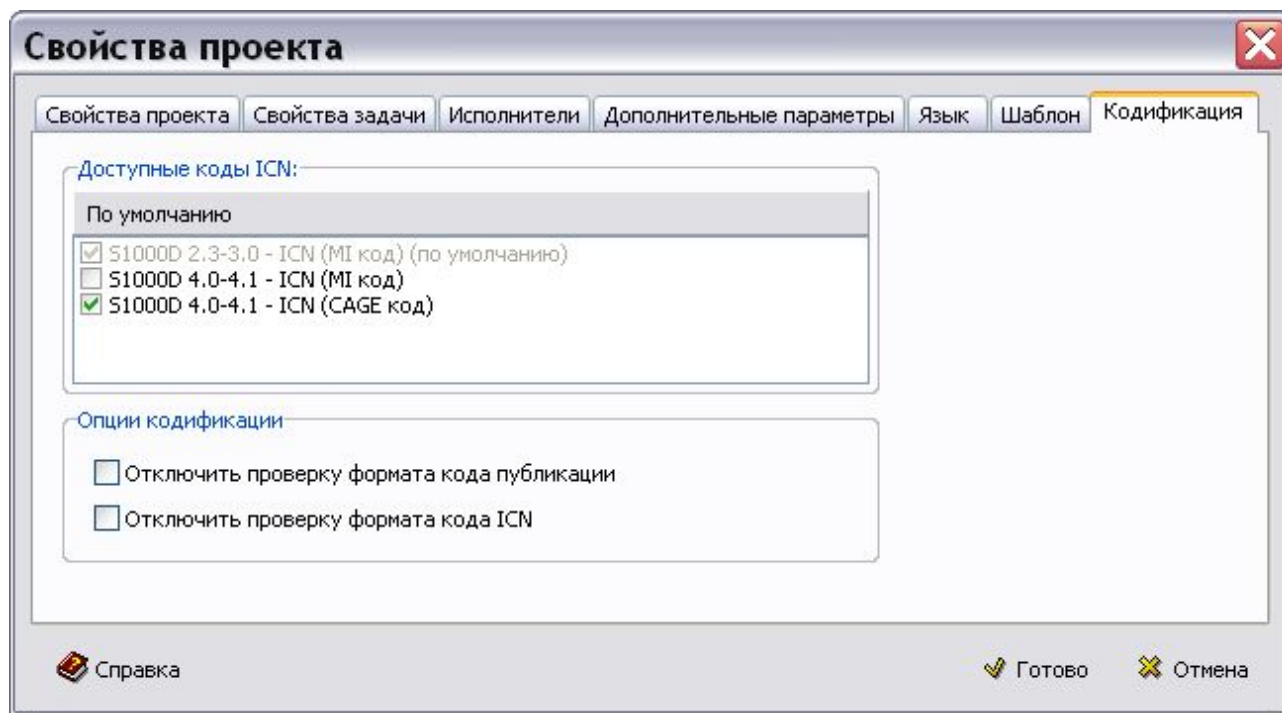 Свойства проекта
Свойства проекта Свойства задачи Исполнители Дополнительные параметры Язык Шаблон Кодификация
Доступные коды ICN:
По умолчанию
S1000D 2.3-3.0 - ICN (MI код) (по умолчанию)
S1000D 4.0-4.1 - ICN (MI код)
S1000D 4.0-4.1 - ICN (CAGE код)
Опции кодификации
Отключить проверку формата кода публикации
Отключить проверку формата кода ICN
Справка Готово Отмена